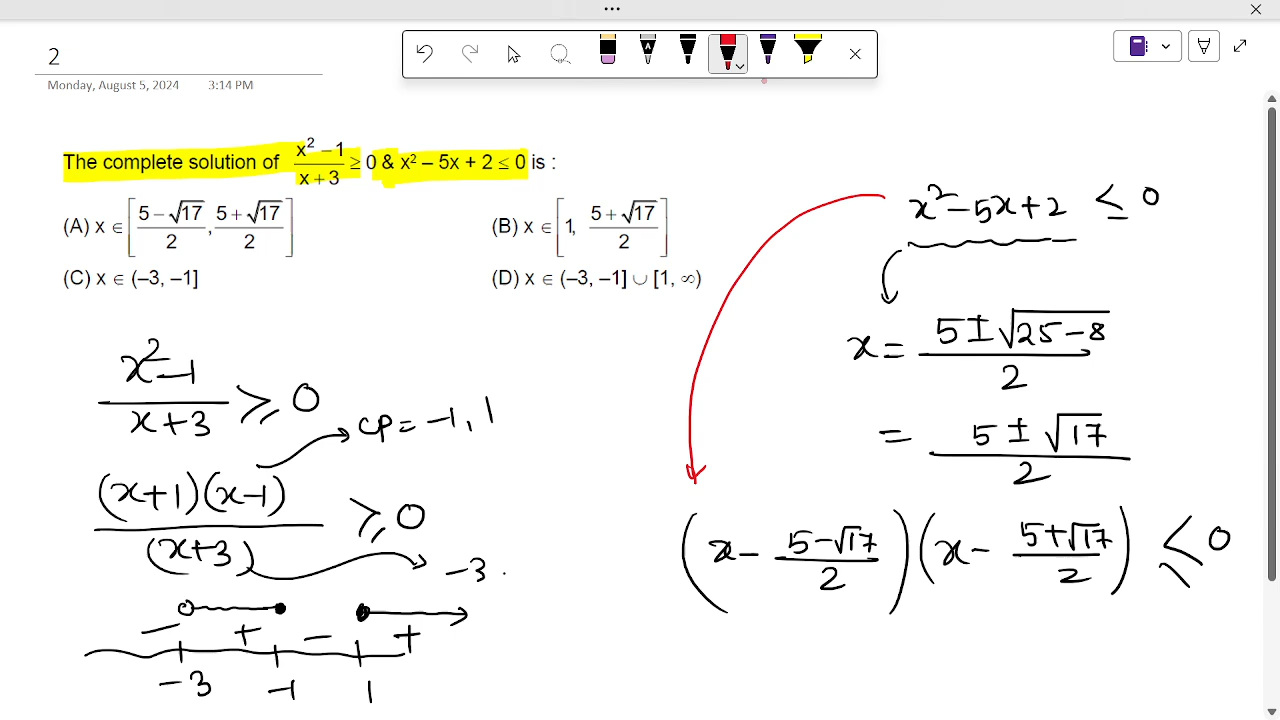 2
Monday, August 5, 2024 3:14 PM
The complete solution of (x² – 1)/(x + 3) ≥ 0 & x² – 5x + 2 ≤ 0 is :
(A) x ∈ [(5 – √17)/2, (5 + √17)/2]
(B) x ∈ [1, (5 + √17)/2]
(C) x ∈ (–3, –1]
(D) x ∈ (–3, –1] ∪ [1, ∞)
(x² – 1)/(x + 3) ≥ 0
CP = –1, 1
(x+1)(x–1)/(x+3) ≥ 0
–3
– + – +
–3 –1 1
x² – 5x + 2 ≤ 0
x = (5 ± √(25 – 8))/2
= (5 ± √17)/2
(x – (5 – √17)/2)(x – (5 + √17)/2) ≤ 0